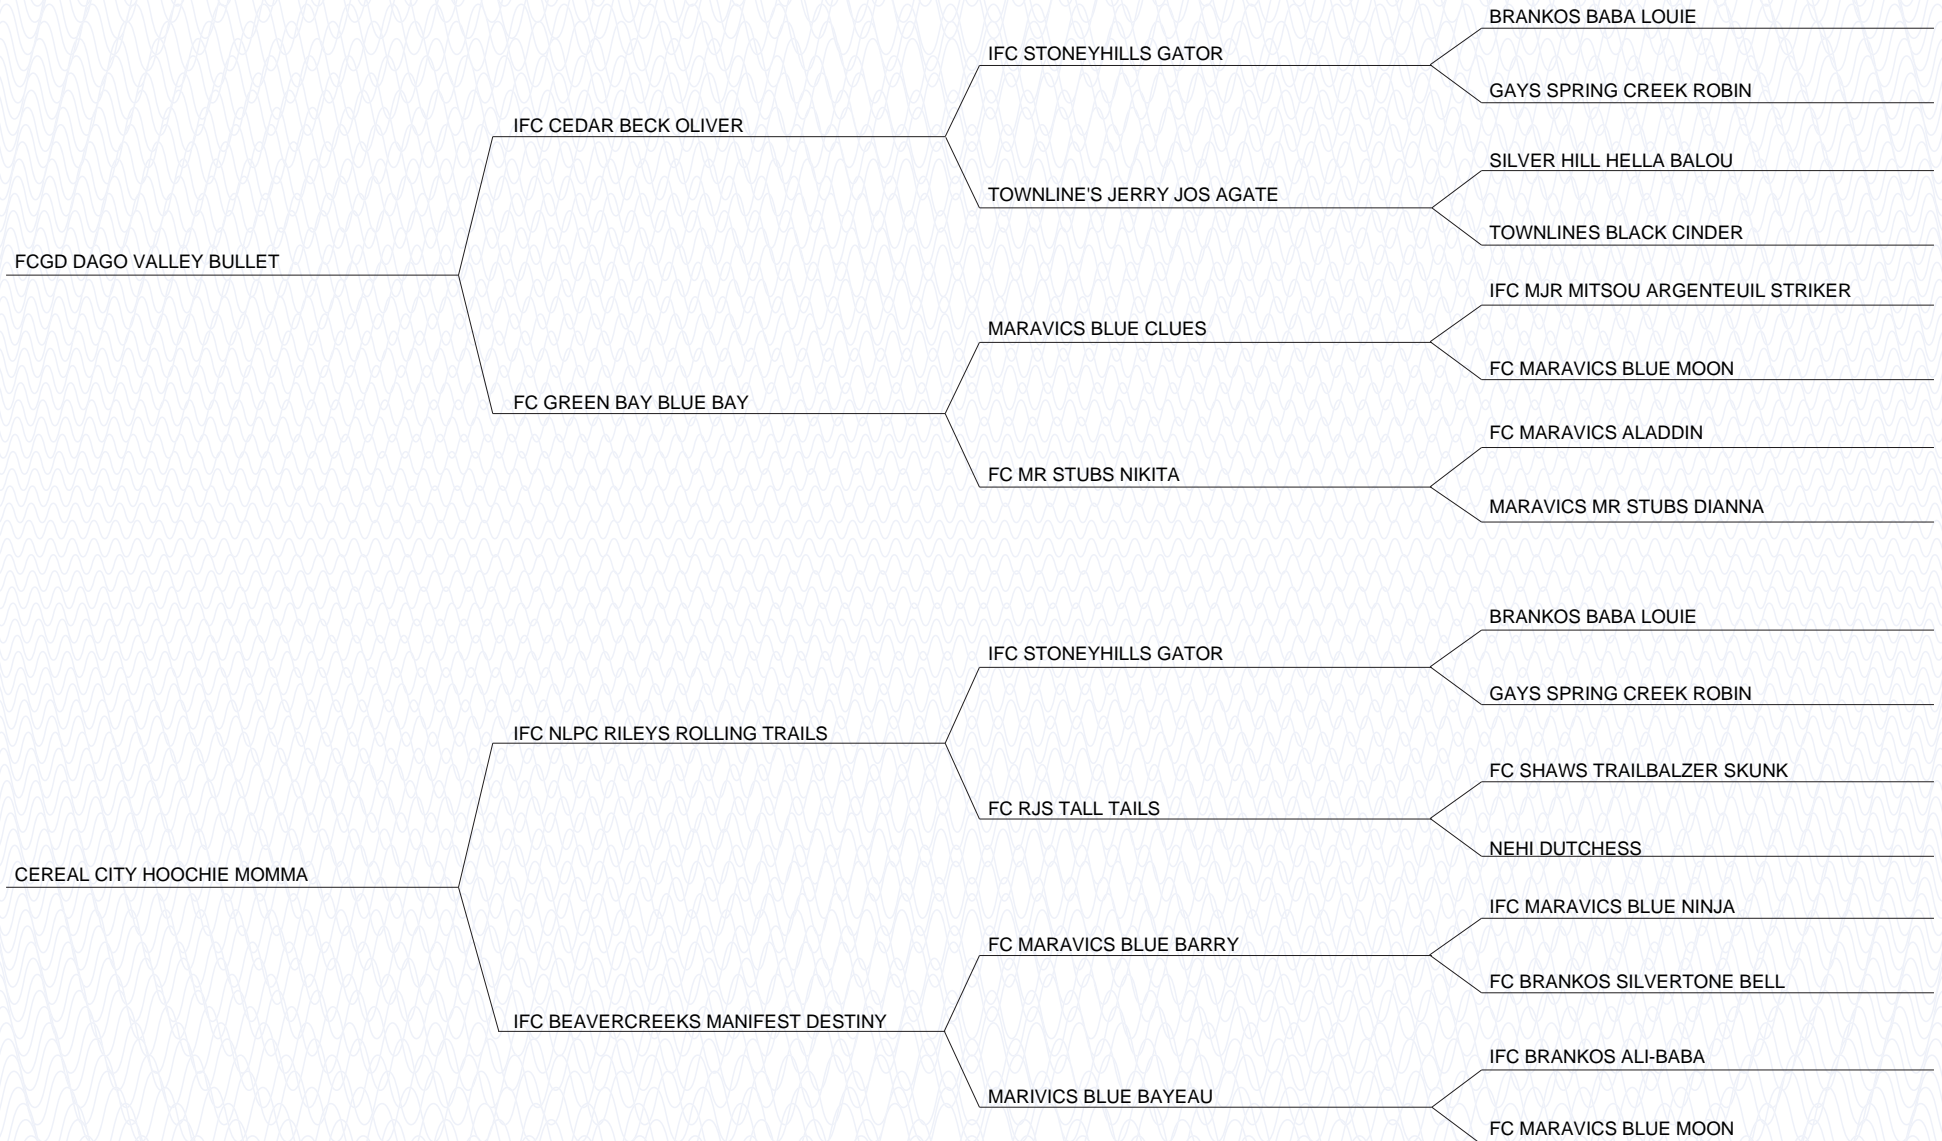 BRANKOS BABA LOUIE
IFC STONEYHILLS GATOR
GAYS SPRING CREEK ROBIN
IFC CEDAR BECK OLIVER
SILVER HILL HELLA BALOU
TOWNLINE'S JERRY JOS AGATE
TOWNLINES BLACK CINDER
FCGD DAGO VALLEY BULLET
IFC MJR MITSOU ARGENTEUIL STRIKER
MARAVICS BLUE CLUES
FC MARAVICS BLUE MOON
FC GREEN BAY BLUE BAY
FC MARAVICS ALADDIN
FC MR STUBS NIKITA
MARAVICS MR STUBS DIANNA
BRANKOS BABA LOUIE
IFC STONEYHILLS GATOR
GAYS SPRING CREEK ROBIN
IFC NLPC RILEYS ROLLING TRAILS
FC SHAWS TRAILBALZER SKUNK
FC RJS TALL TAILS
NEHI DUTCHESS
CEREAL CITY HOOCHIE MOMMA
IFC MARAVICS BLUE NINJA
FC MARAVICS BLUE BARRY
FC BRANKOS SILVERTONE BELL
IFC BEAVERCREEKS MANIFEST DESTINY
IFC BRANKOS ALI-BABA
MARIVICS BLUE BAYEAU
FC MARAVICS BLUE MOON